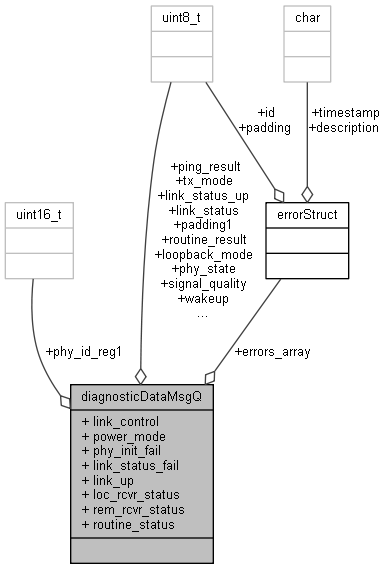 uint8_t
char
+id
+padding
+timestamp
+description
+ping_result
+tx_mode
+link_status_up
+link_status
+padding1
+routine_result
+loopback_mode
+phy_state
+signal_quality
+wakeup
...
uint16_t
errorStruct
+phy_id_reg1
+errors_array
diagnosticDataMsgQ
+ link_control
+ power_mode
+ phy_init_fail
+ link_status_fail
+ link_up
+ loc_rcvr_status
+ rem_rcvr_status
+ routine_status